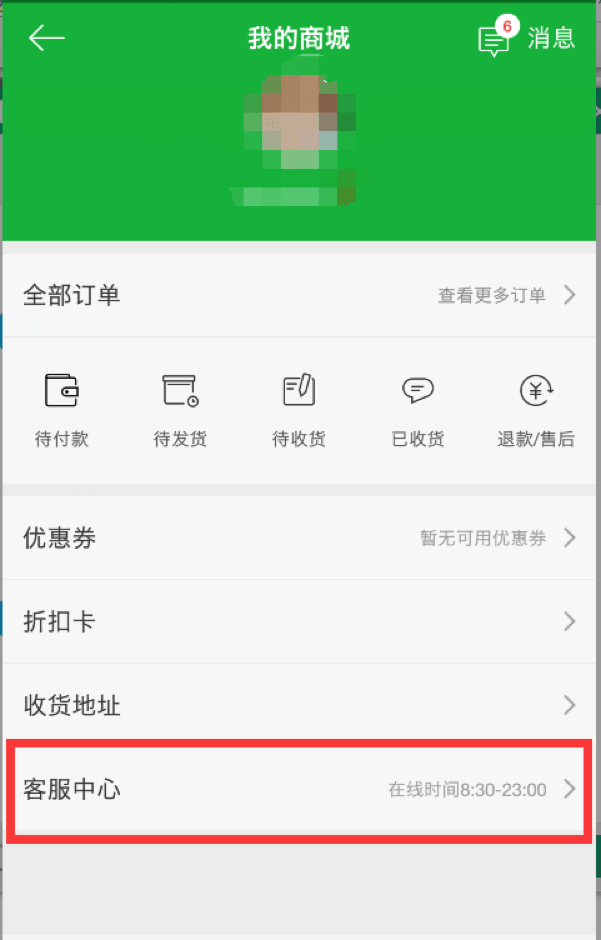 我的商城
6
消息
全部订单
查看更多订单
待付款
待发货
待收货
已收货
退款/售后
优惠券
暂无可用优惠券
折扣卡
收货地址
客服中心
在线时间8:30-23:00